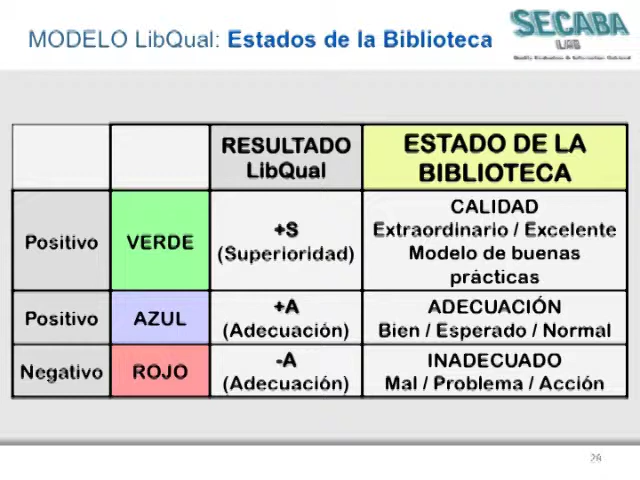 MODELO LibQual: Estados de la Biblioteca
SECABA
LAB
RESULTADO
LibQual
ESTADO DE LA
BIBLIOTECA
Positivo
VERDE
+S
(Superioridad)
CALIDAD
Extraordinario / Excelente
Modelo de buenas
prácticas
Positivo
AZUL
+A
(Adecuación)
ADECUACIÓN
Bien / Esperado / Normal
Negativo
ROJO
-A
(Adecuación)
INADECUADO
Mal / Problema / Acción